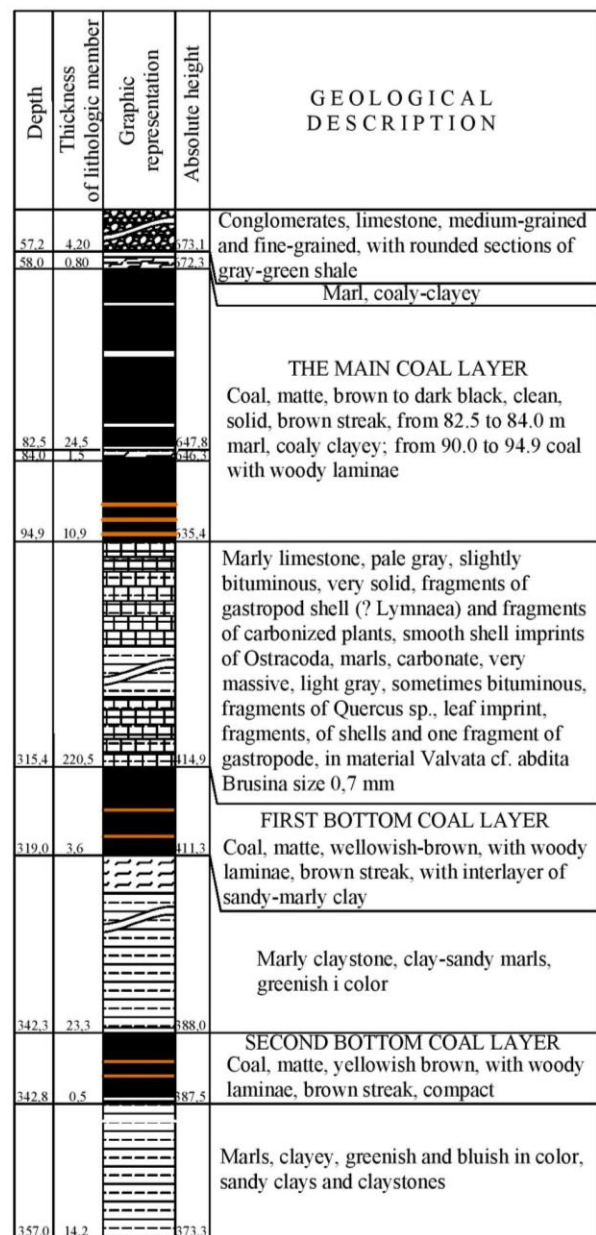 Depth
Thickness
of lithologic member
Graphic
representation
Absolute height
GEOLOGICAL
DESCRIPTION
57,2 4,20 673,1
Conglomerates, limestone, medium-grained
and fine-grained, with rounded sections of
gray-green shale
58,0 0,80 672,3
Marl, coaly-clayey
THE MAIN COAL LAYER
Coal, matte, brown to dark black, clean,
solid, brown streak, from 82.5 to 84.0 m
marl, coaly clayey; from 90.0 to 94.9 coal
with woody laminae
82,5 24,5 647,8
84,0 1,5 646,3
94,9 10,9 635,4
Marly limestone, pale gray, slightly
bituminous, very solid, fragments of
gastropod shell (? Lymnaea) and fragments
of carbonized plants, smooth shell imprints
of Ostracoda, marls, carbonate, very
massive, light gray, sometimes bituminous,
fragments of Quercus sp., leaf imprint,
fragments, of shells and one fragment of
gastropode, in material Valvata cf. abdita
Brusina size 0,7 mm
315,4 220,5 414,9
FIRST BOTTOM COAL LAYER
Coal, matte, wellowish-brown, with woody
laminae, brown streak, with interlayer of
sandy-marly clay
319,0 3,6 411,3
Marly claystone, clay-sandy marls,
greenish i color
342,3 23,3 388,0
SECOND BOTTOM COAL LAYER
Coal, matte, yellowish brown, with woody
laminae, brown streak, compact
342,8 0,5 387,5
Marls, clayey, greenish and bluish in color,
sandy clays and claystones
357,0 14,2 373,3